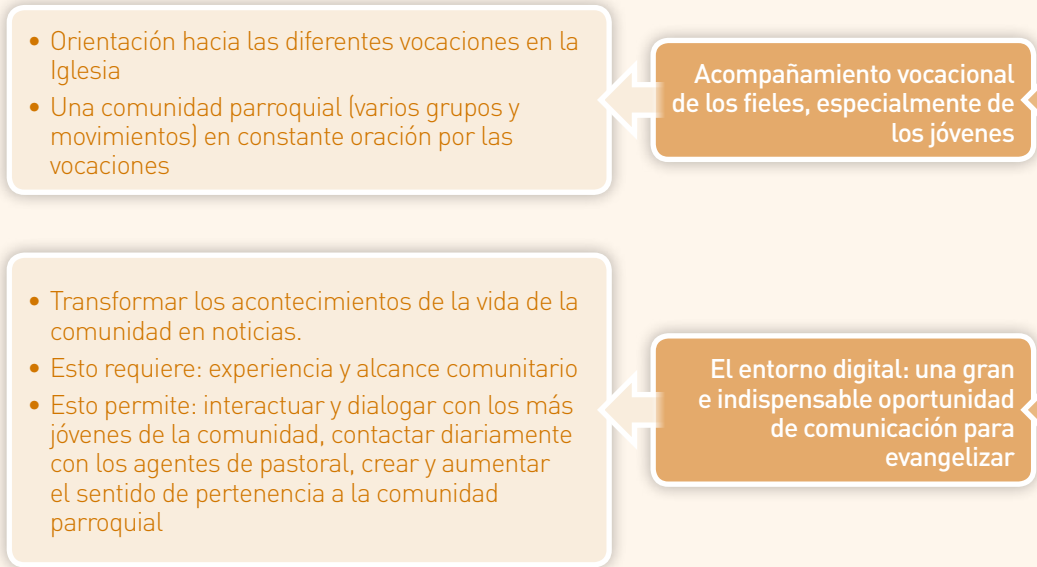 • Orientación hacia las diferentes vocaciones en la
Iglesia
• Una comunidad parroquial (varios grupos y
movimientos) en constante oración por las
vocaciones
Acompañamiento vocacional
de los fieles, especialmente de
los jóvenes
• Transformar los acontecimientos de la vida de la
comunidad en noticias.
• Esto requiere: experiencia y alcance comunitario
• Esto permite: interactuar y dialogar con los más
jóvenes de la comunidad, contactar diariamente
con los agentes de pastoral, crear y aumentar
el sentido de pertenencia a la comunidad
parroquial
El entorno digital: una gran
e indispensable oportunidad
de comunicación para
evangelizar